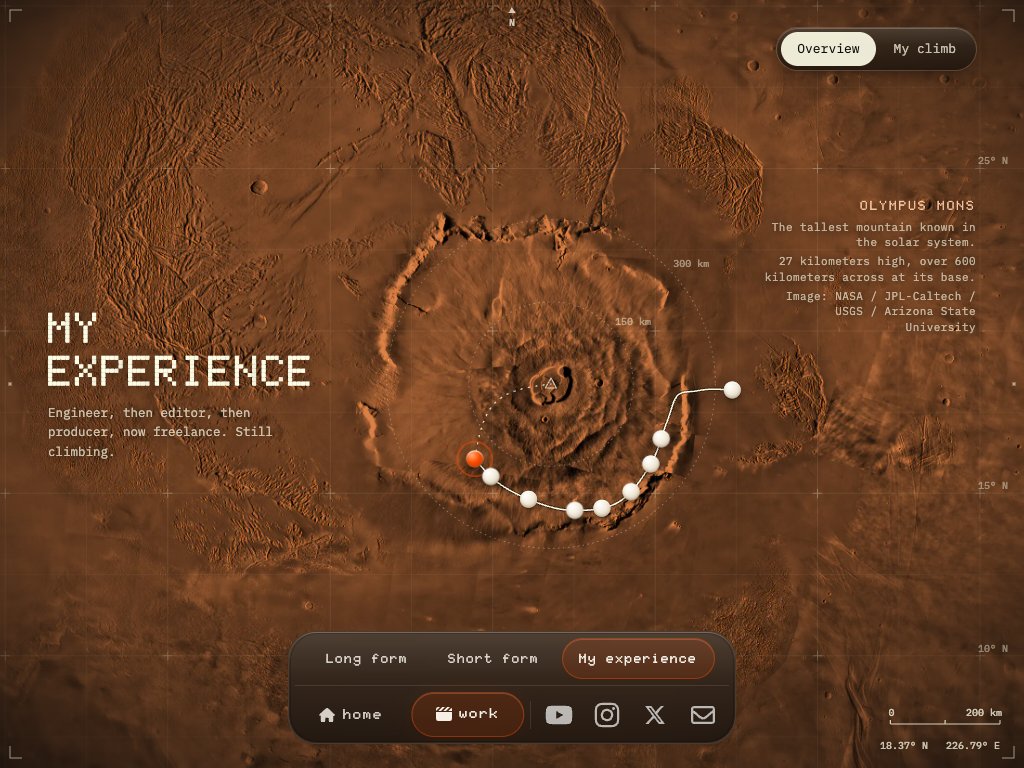 N
Overview
My climb
25° N
OLYMPUS MONS
The tallest mountain known in
the solar system.
27 kilometers high, over 600
kilometers across at its base.
Image: NASA / JPL-Caltech /
USGS / Arizona State
University
300 km
150 km
MY
EXPERIENCE
Engineer, then editor, then
producer, now freelance. Still
climbing.
15° N
10° N
Long form
Short form
My experience
home
work
0
200 km
18.37° N
226.79° E